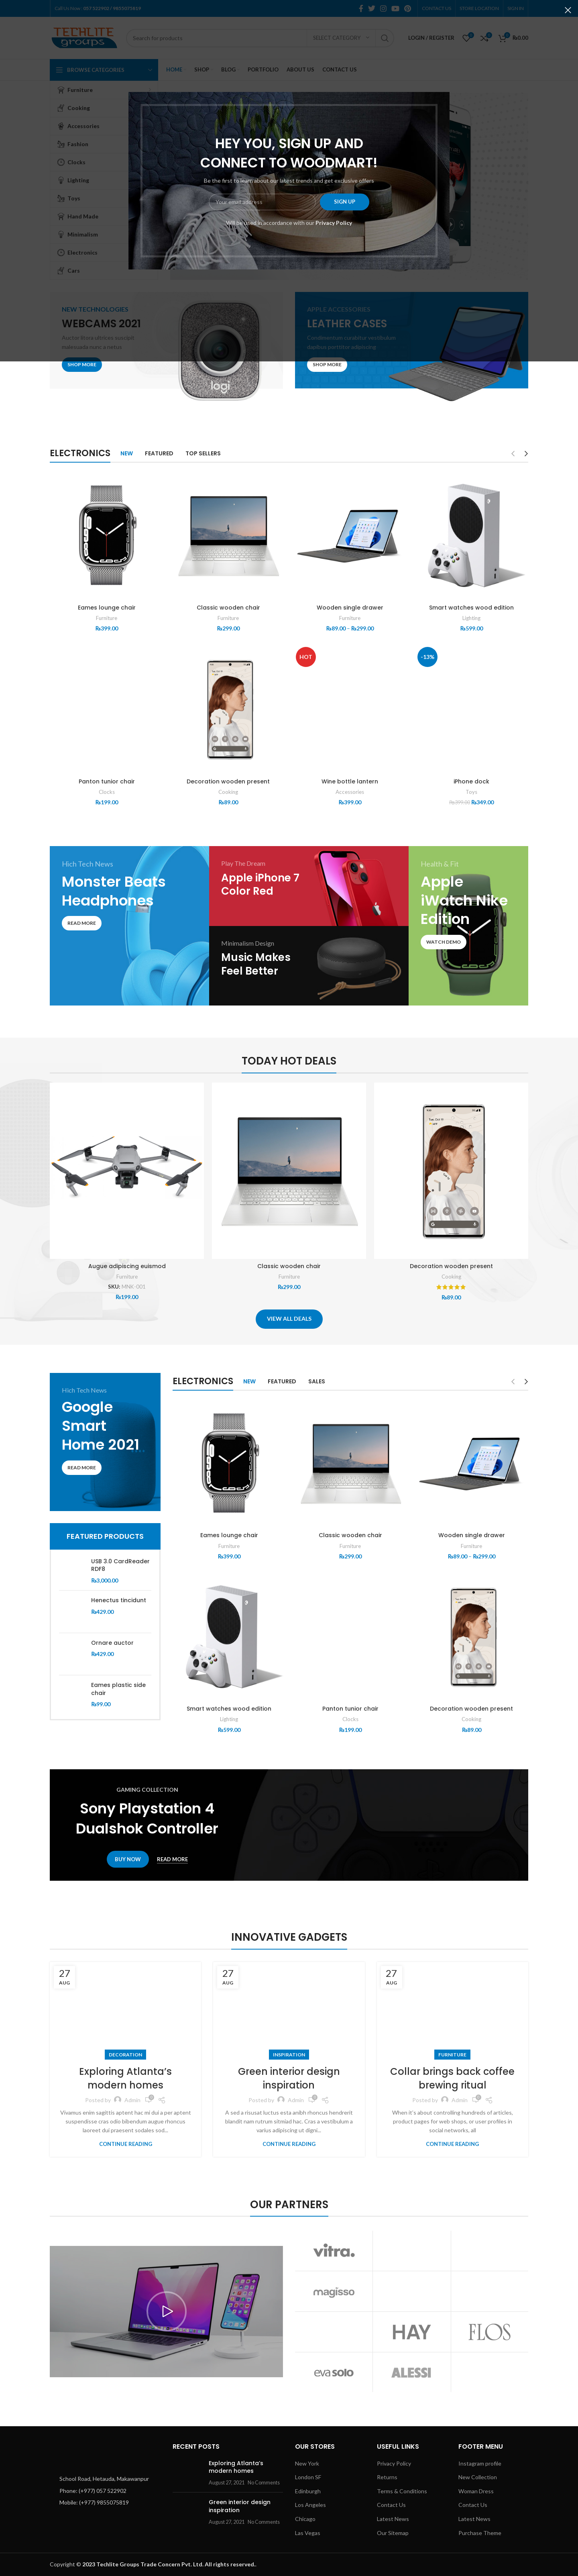 Call Us Now : 057 522902 / 9855075819
CONTACT US
STORE LOCATION
SIGN IN
TECHLITE
groups
Search for products
SELECT CATEGORY
LOGIN / REGISTER
₨0.00
BROWSE CATEGORIES
HOME
SHOP
BLOG
PORTFOLIO
ABOUT US
CONTACT US
Furniture
Cooking
Accessories
Fashion
Clocks
Lighting
Toys
Hand Made
Minimalism
Electronics
Cars
HEY YOU, SIGN UP AND
CONNECT TO WOODMART!
Be the first to learn about our latest trends and get exclusive offers
Your email address
SIGN UP
Will be used in accordance with our Privacy Policy
NEW TECHNOLOGIES
WEBCAMS 2021
SHOP MORE
logi
APPLE ACCESSORIES
LEATHER CASES
SHOP MORE
ELECTRONICS
NEW
FEATURED
TOP SELLERS
Eames lounge chair
Furniture
₨399.00
Classic wooden chair
Furniture
₨299.00
Wooden single drawer
Furniture
₨89.00 – ₨299.00
Smart watches wood edition
Lighting
₨599.00
HOT
-13%
Panton tunior chair
Clocks
₨199.00
Decoration wooden present
Cooking
₨89.00
Wine bottle lantern
Accessories
₨399.00
iPhone dock
Toys
₨399.00 ₨349.00
Hich Tech News
Monster Beats
Headphones
READ MORE
Play The Dream
Apple iPhone 7
Color Red
Minimalism Design
Music Makes
Feel Better
Health & Fit
Apple
iWatch Nike
Edition
WATCH DEMO
TODAY HOT DEALS
Augue adipiscing euismod
Furniture
SKU: MNK-001
₨199.00
Classic wooden chair
Furniture
₨299.00
Decoration wooden present
Cooking
₨89.00
VIEW ALL DEALS
Hich Tech News
Google
Smart
Home 2021
READ MORE
FEATURED PRODUCTS
USB 3.0 CardReader
RDF8
₨3,000.00
Henectus tincidunt
₨429.00
Ornare auctor
₨429.00
Eames plastic side
chair
₨99.00
ELECTRONICS
NEW
FEATURED
SALES
Eames lounge chair
Furniture
₨399.00
Classic wooden chair
Furniture
₨299.00
Wooden single drawer
Furniture
₨89.00 – ₨299.00
Smart watches wood edition
Lighting
₨599.00
Panton tunior chair
Clocks
₨199.00
Decoration wooden present
Cooking
₨89.00
GAMING COLLECTION
Sony Playstation 4
Dualshok Controller
BUY NOW
READ MORE
INNOVATIVE GADGETS
27
AUG
DECORATION
Exploring Atlanta's
modern homes
Posted by Admin
Vivamus enim sagittis aptent hac mi dui a per aptent
suspendisse cras odio bibendum augue rhoncus
laoreet dui praesent sodales sod...
CONTINUE READING
27
AUG
INSPIRATION
Green interior design
inspiration
Posted by Admin
A sed a risusat luctus esta anibh rhoncus hendrerit
blandit nam rutrum sitmiad hac. Cras a vestibulum a
varius adipiscing ut digni...
CONTINUE READING
27
AUG
FURNITURE
Collar brings back coffee
brewing ritual
Posted by Admin
When it's about controlling hundreds of articles,
product pages for web shops, or user profiles in
social networks, all
CONTINUE READING
OUR PARTNERS
vitra.
magisso
HAY
FLOS
eva solo
ALESSI
School Road, Hetauda, Makawanpur
Phone: (+977) 057 522902
Mobile: (+977) 9855075819
RECENT POSTS
Exploring Atlanta's
modern homes
August 27, 2021 No Comments
Green interior design
inspiration
August 27, 2021 No Comments
OUR STORES
New York
London SF
Edinburgh
Los Angeles
Chicago
Las Vegas
USEFUL LINKS
Privacy Policy
Returns
Terms & Conditions
Contact Us
Latest News
Our Sitemap
FOOTER MENU
Instagram profile
New Collection
Woman Dress
Contact Us
Latest News
Purchase Theme
Copyright © 2023 Techlite Groups Trade Concern Pvt. Ltd. All rights reserved..